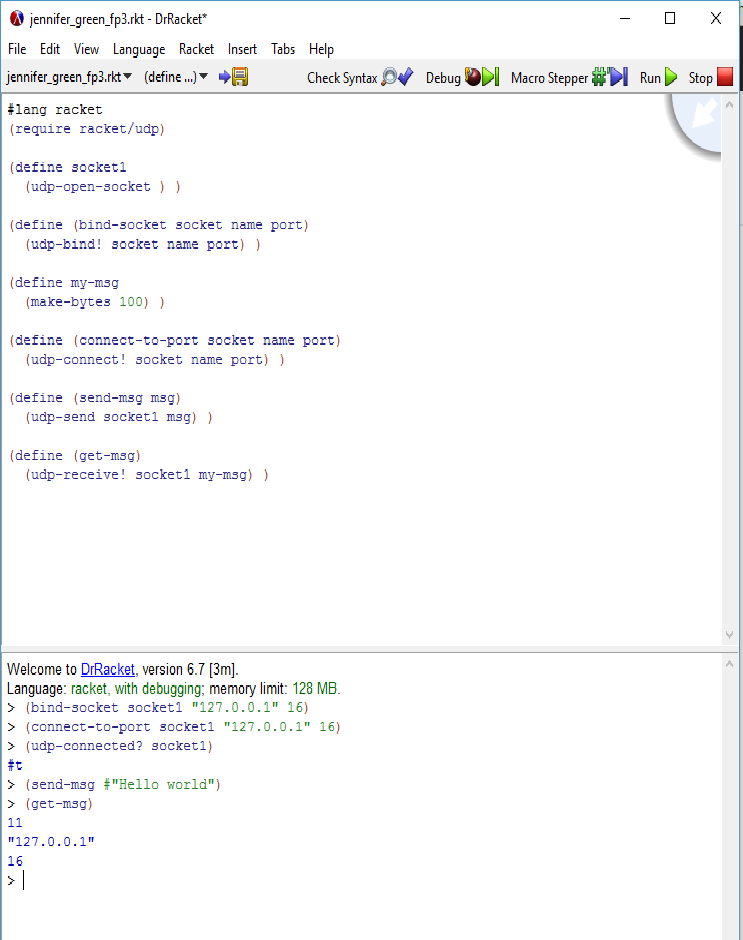 jennifer_green_fp3.rkt - DrRacket*
File Edit View Language Racket Insert Tabs Help
jennifer_green_fp3.rkt (define ...) Check Syntax Debug Macro Stepper Run Stop
#lang racket
(require racket/udp)
(define socket1
(udp-open-socket ) )
(define (bind-socket socket name port)
(udp-bind! socket name port) )
(define my-msg
(make-bytes 100) )
(define (connect-to-port socket name port)
(udp-connect! socket name port) )
(define (send-msg msg)
(udp-send socket1 msg) )
(define (get-msg)
(udp-receive! socket1 my-msg) )
Welcome to DrRacket, version 6.7 [3m].
Language: racket, with debugging; memory limit: 128 MB.
> (bind-socket socket1 "127.0.0.1" 16)
> (connect-to-port socket1 "127.0.0.1" 16)
> (udp-connected? socket1)
#t
> (send-msg #"Hello world")
> (get-msg)
11
"127.0.0.1"
16
>